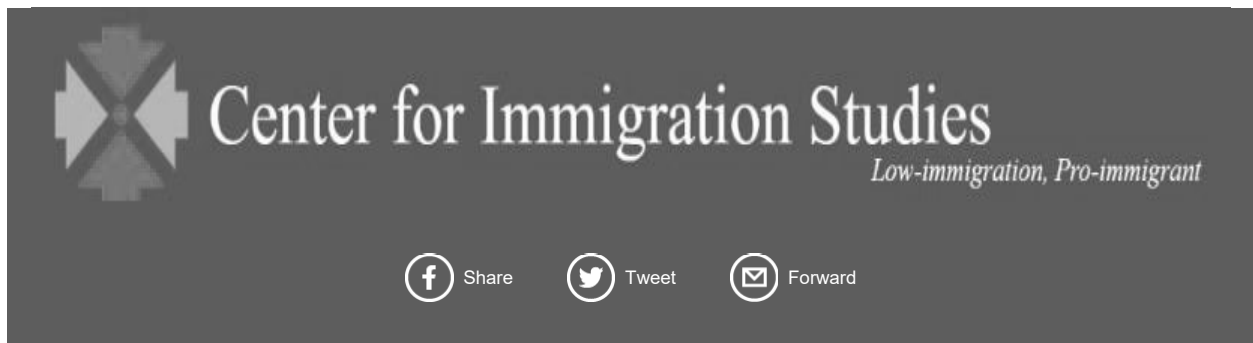 Center for Immigration Studies
Low-immigration, Pro-immigrant
Share Tweet Forward